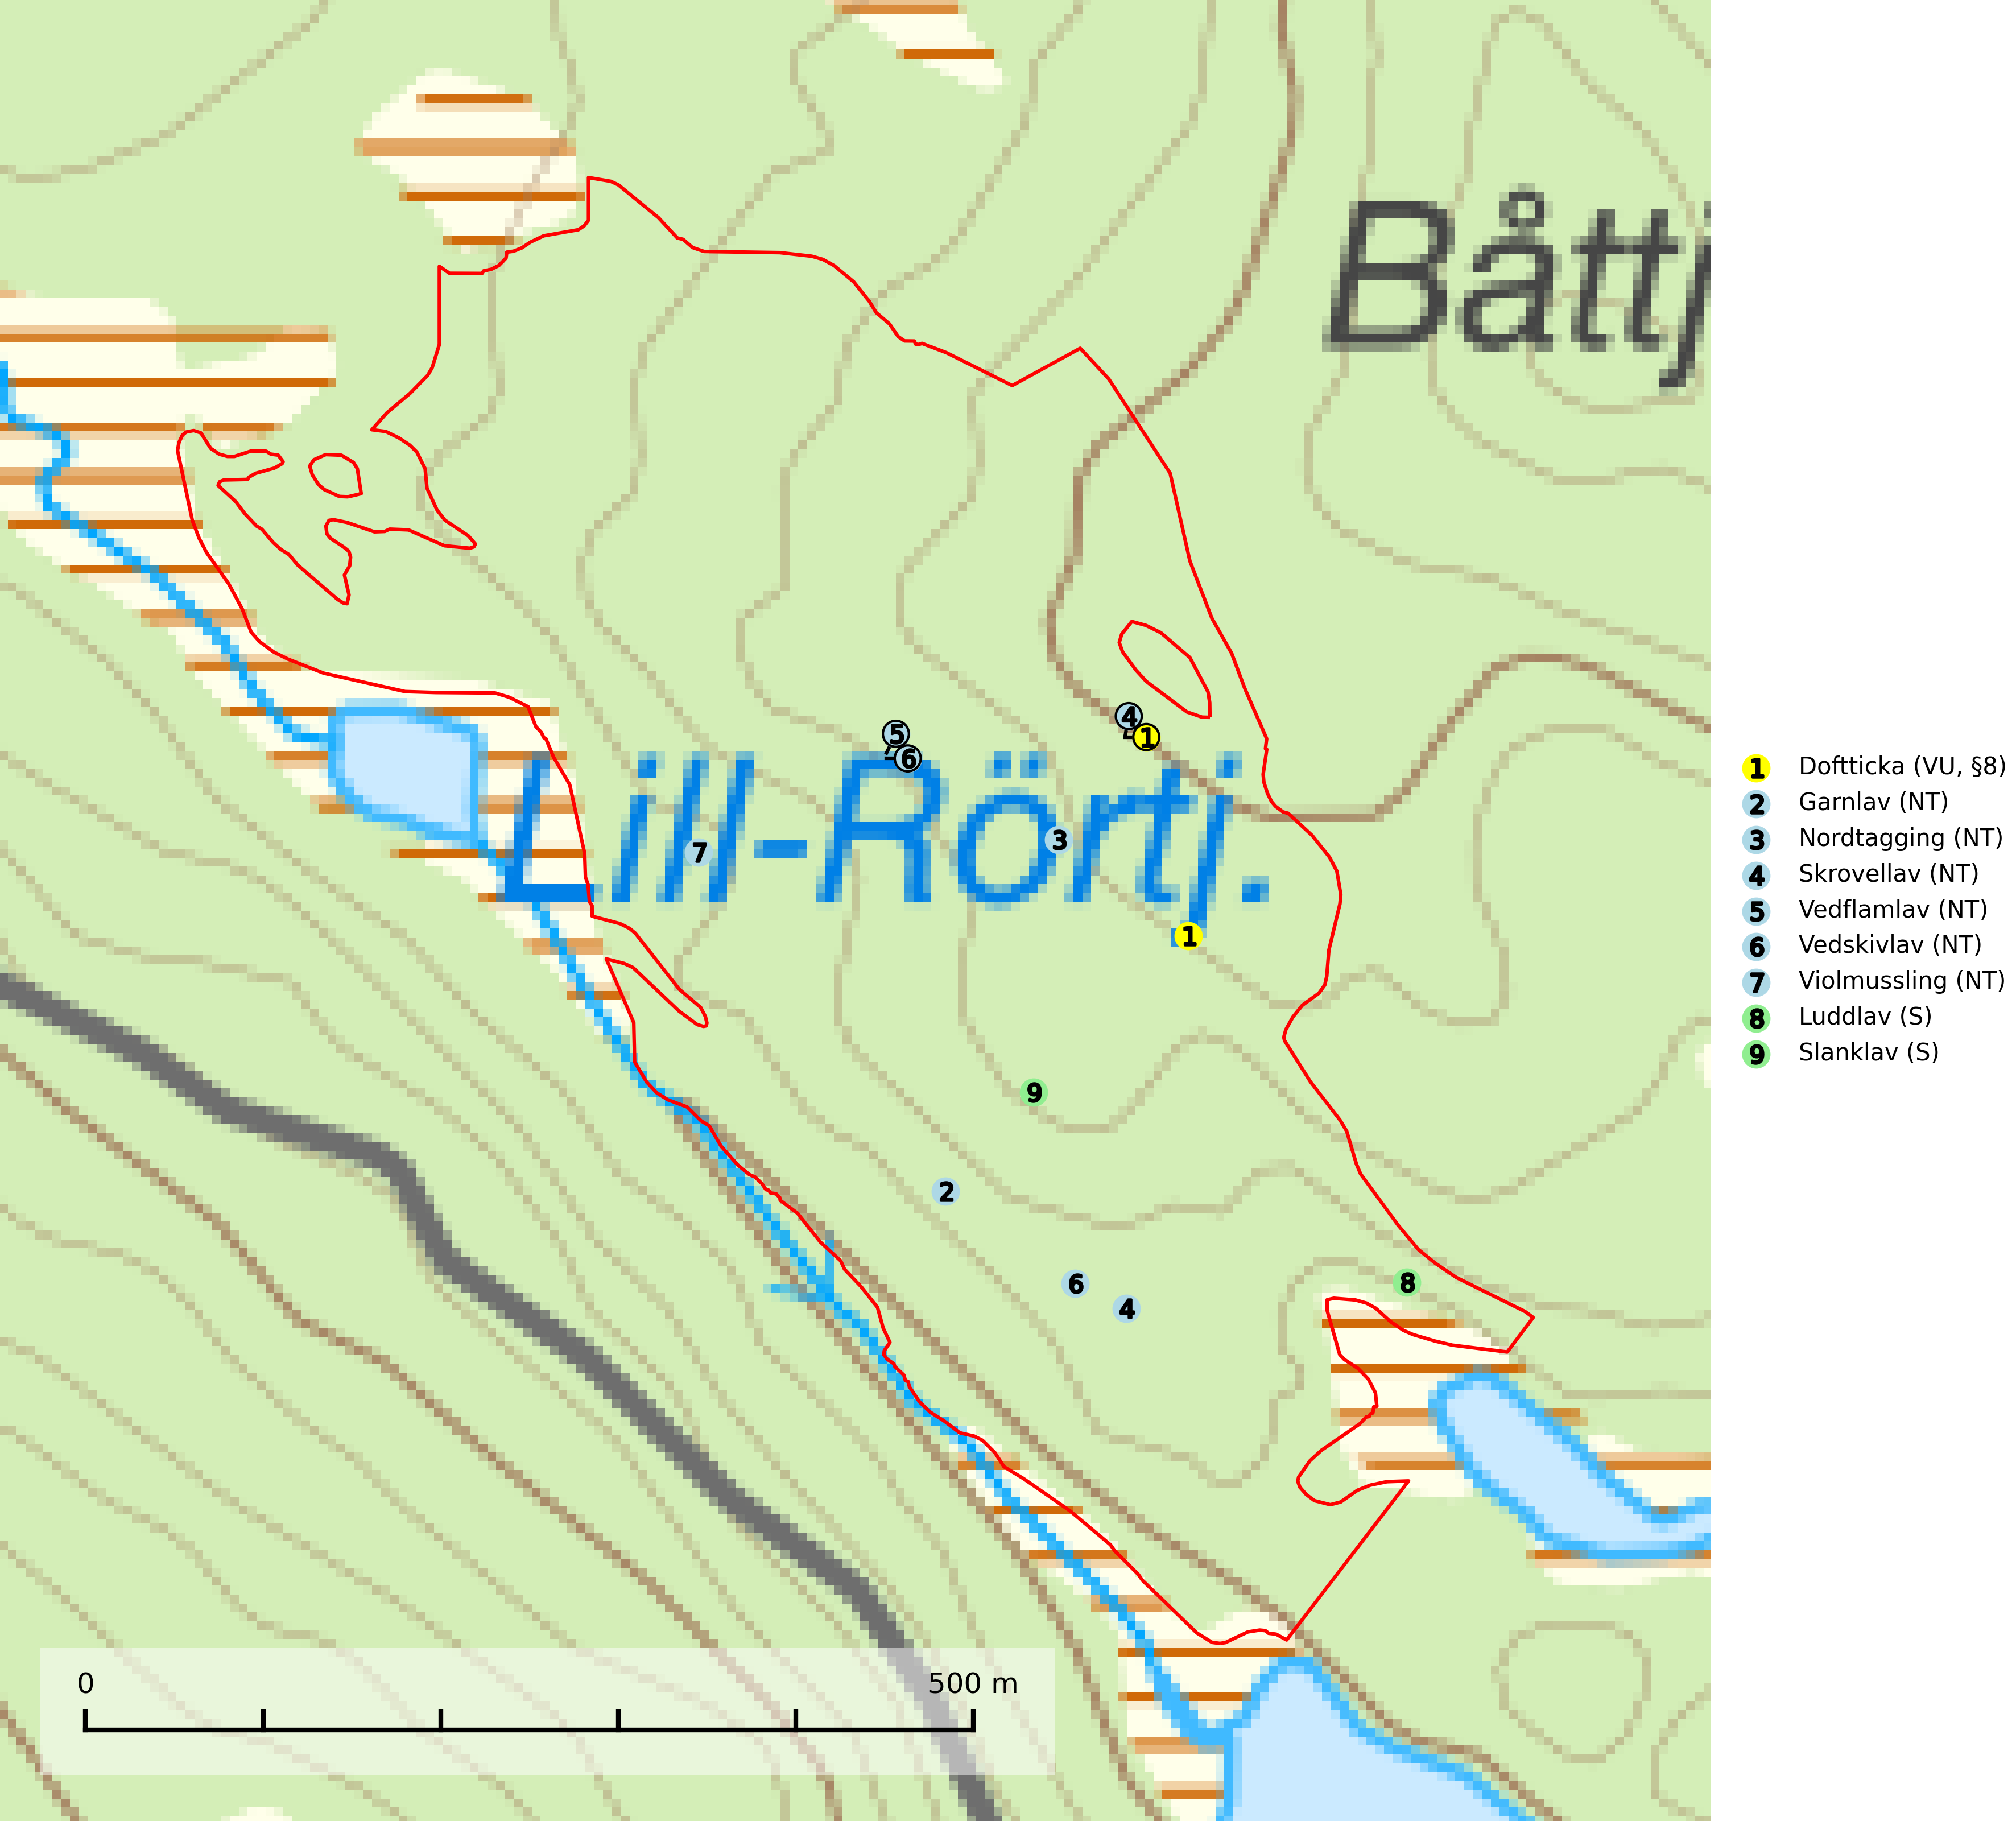 Båttj
5
6
4
1
Lill-Rörtj.
7
3
1
9
2
6
4
8
0
500 m
1 Doftticka (VU, §8)
2 Garnlav (NT)
3 Nordtagging (NT)
4 Skrovellav (NT)
5 Vedflamlav (NT)
6 Vedskivlav (NT)
7 Violmussling (NT)
8 Luddlav (S)
9 Slanklav (S)